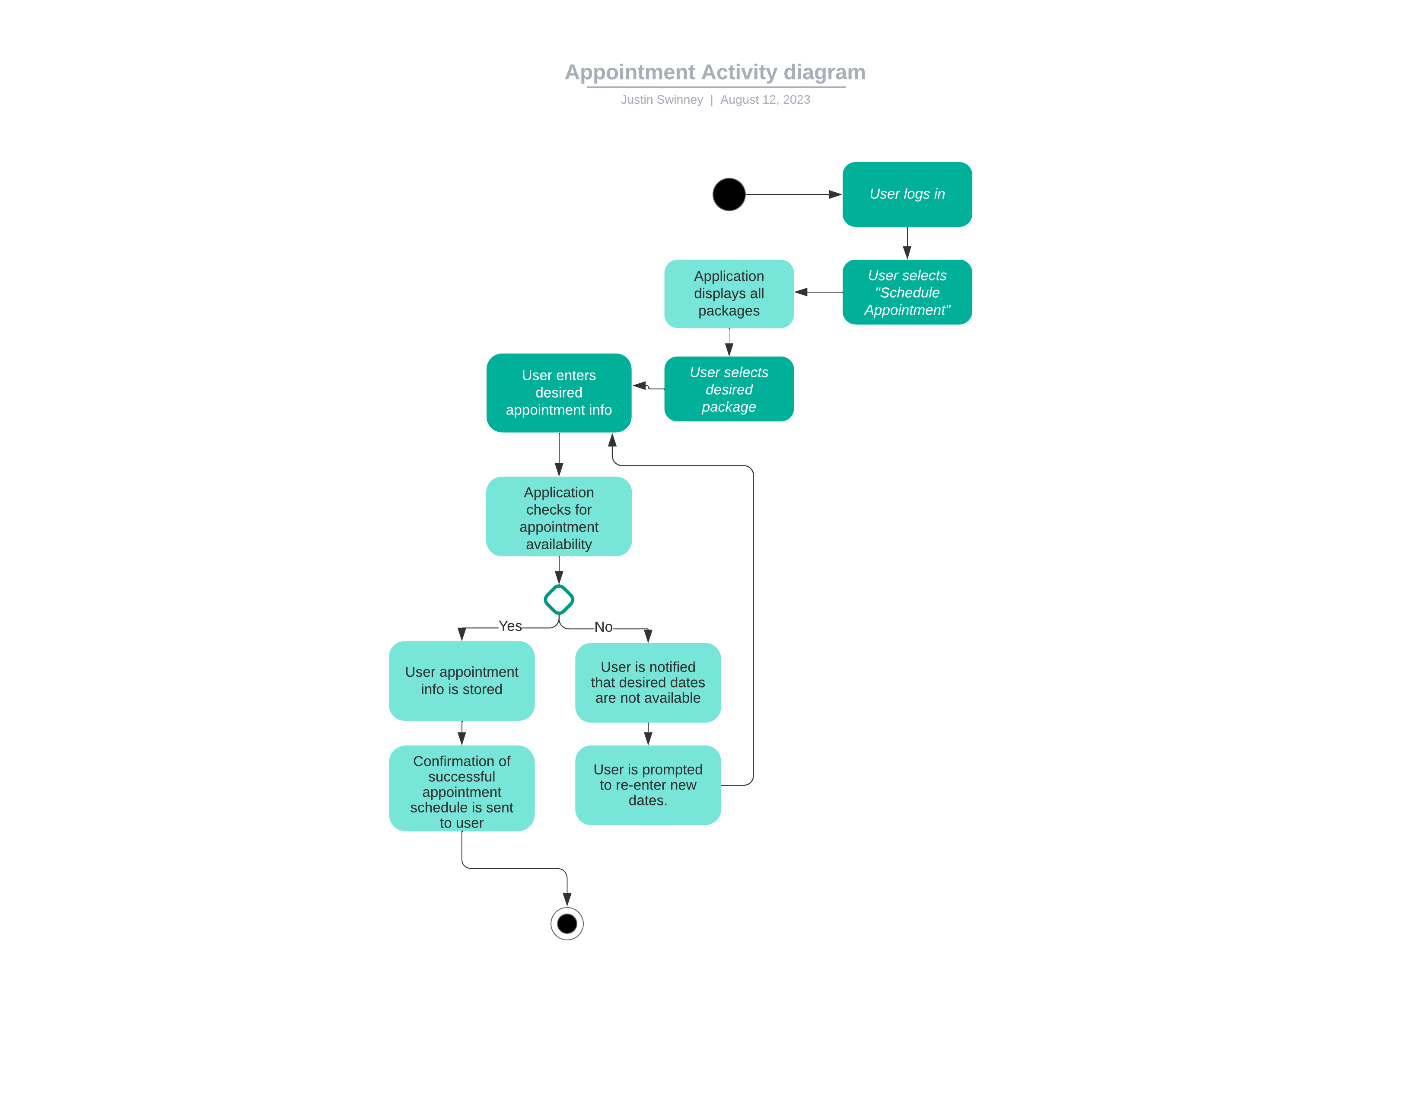 Appointment Activity diagram
Justin Swinney | August 12, 2023
User logs in
User selects
"Schedule
Appointment"
Application
displays all
packages
User selects
desired
package
User enters
desired
appointment info
Application
checks for
appointment
availability
Yes
No
User appointment
info is stored
User is notified
that desired dates
are not available
Confirmation of
successful
appointment
schedule is sent
to user
User is prompted
to re-enter new
dates.